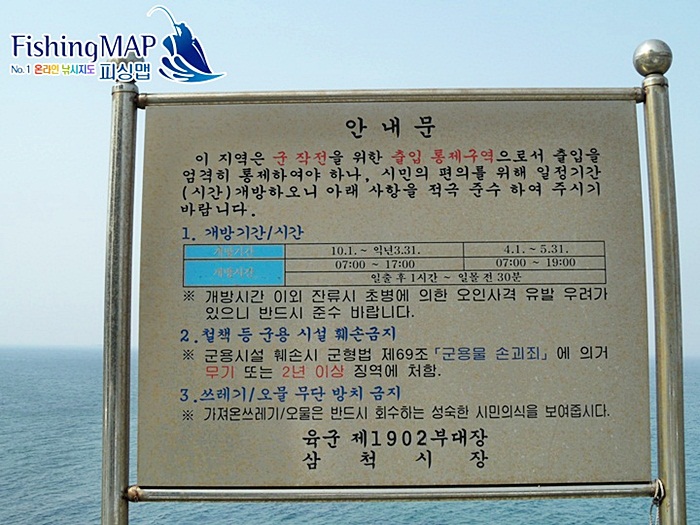 FishingMAP
No.1 온라인 낚시지도 피싱맵
안내문
이 지역은 군 작전을 위한 출입 통제구역으로서 출입을
엄격히 통제하여야 하나, 시민의 편의를 위해 일정기간
(시간)개방하오니 아래 사항을 적극 준수 하여 주시기
바랍니다.
1. 개방기간/시간
개방기간 10.1. ~ 익년3.31. 4.1. ~ 5.31.
개방시간 07:00 ~ 17:00 07:00 ~ 19:00
일출 후 1시간 ~ 일몰 전 30분
※ 개방시간 이외 잔류시 초병에 의한 오인사격 유발 우려가
있으니 반드시 준수 바랍니다.
2. 철책 등 군용 시설 훼손금지
※ 군용시설 훼손시 군형법 제69조「군용물 손괴죄」에 의거
무기 또는 2년 이상 징역에 처함.
3. 쓰레기/오물 무단 방치 금지
※ 가져온쓰레기/오물은 반드시 회수하는 성숙한 시민의식을 보여줍시다.
육군 제1902부대장
삼척시장